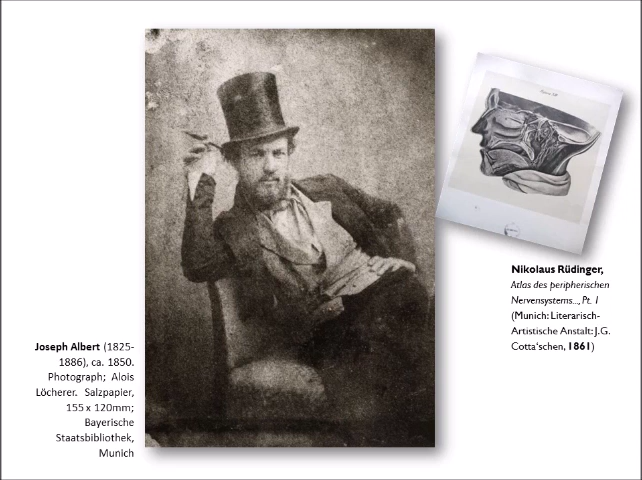 Joseph Albert (1825-
1886), ca. 1850.
Photograph; Alois
Löcherer. Salzpapier,
155 x 120mm;
Bayerische
Staatsbibliothek,
Munich
Nikolaus Rüdinger,
Atlas des peripherischen
Nervensystems..., Pt. 1
(Munich: Literarisch-
Artistische Anstalt: J.G.
Cotta'schen, 1861)